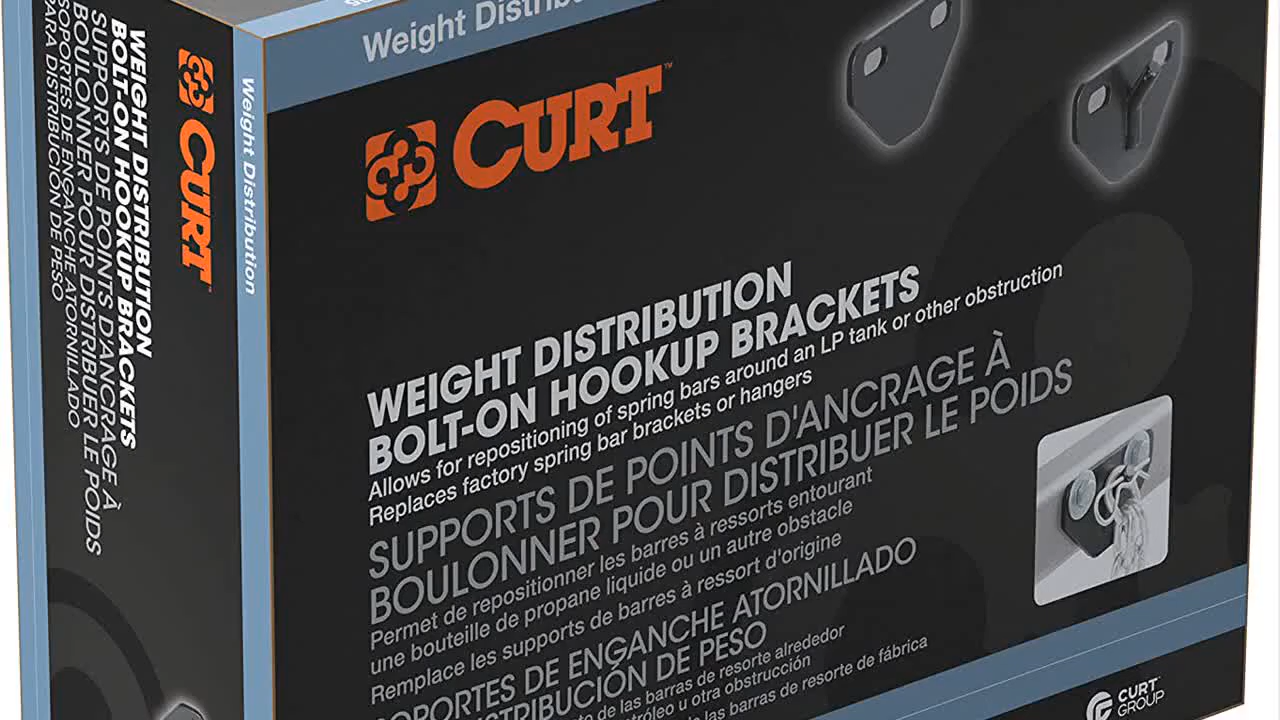 WEIGHT DISTRIBUTION
BOLT-ON HOOKUP BRACKETS
SUPPORTS DE POINTS D'ANCRAGE À
BOULONNER POUR DISTRIBUER LE POIDS
SOPORTES DE ENGANCHE ATORNILLADO
PARA DISTRIBUCIÓN DE PESO
CURT
Weight Distribution
Weight Distribu
CURT™
WEIGHT DISTRIBUTION
BOLT-ON HOOKUP BRACKETS
Allows for repositioning of spring bars around an LP tank or other obstruction
Replaces factory spring bar brackets or hangers
SUPPORTS DE POINTS D'ANCRAGE À
BOULONNER POUR DISTRIBUER LE POIDS
Permet de repositionner les barres à ressorts entourant
une bouteille de propane liquide ou un autre obstacle
Remplace les supports de barres à ressort d'origine
SOPORTES DE ENGANCHE ATORNILLADO
DISTRIBUCIÓN DE PESO
de las barras de resorte alrededor
u otra obstrucción
las barras de resorte de fábrica
CURT
GROUP